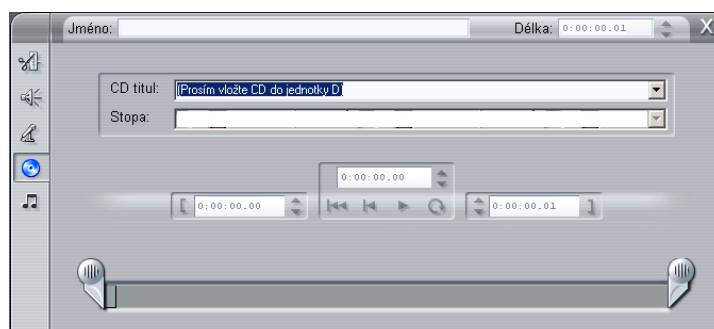 Jméno: Délka: 0:00:00.01 X
CD titul: (Prosím vložte CD do jednotky D)
Stopa:
0:00:00.00
[ 0:00:00.00 0:00:00.01 ]